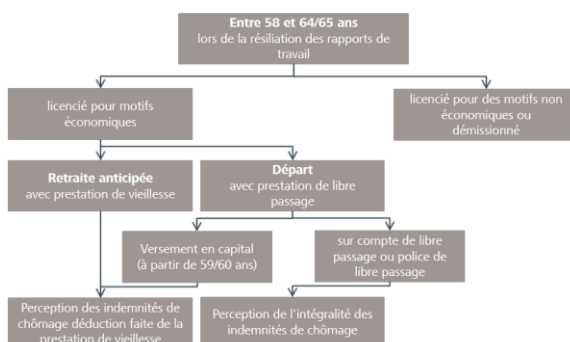 Entre 58 et 64/65 ans
lors de la résiliation des rapports de
travail
licencié pour motifs
économiques
licencié pour des motifs non
économiques ou
démissionné
Retraite anticipée
avec prestation de vieillesse
Départ
avec prestation de libre
passage
Versement en capital
(à partir de 59/60 ans)
sur compte de libre
passage ou police de
libre passage
Perception des indemnités de
chômage déduction faite de la
prestation de vieillesse
Perception de l'intégralité des
indemnités de chômage